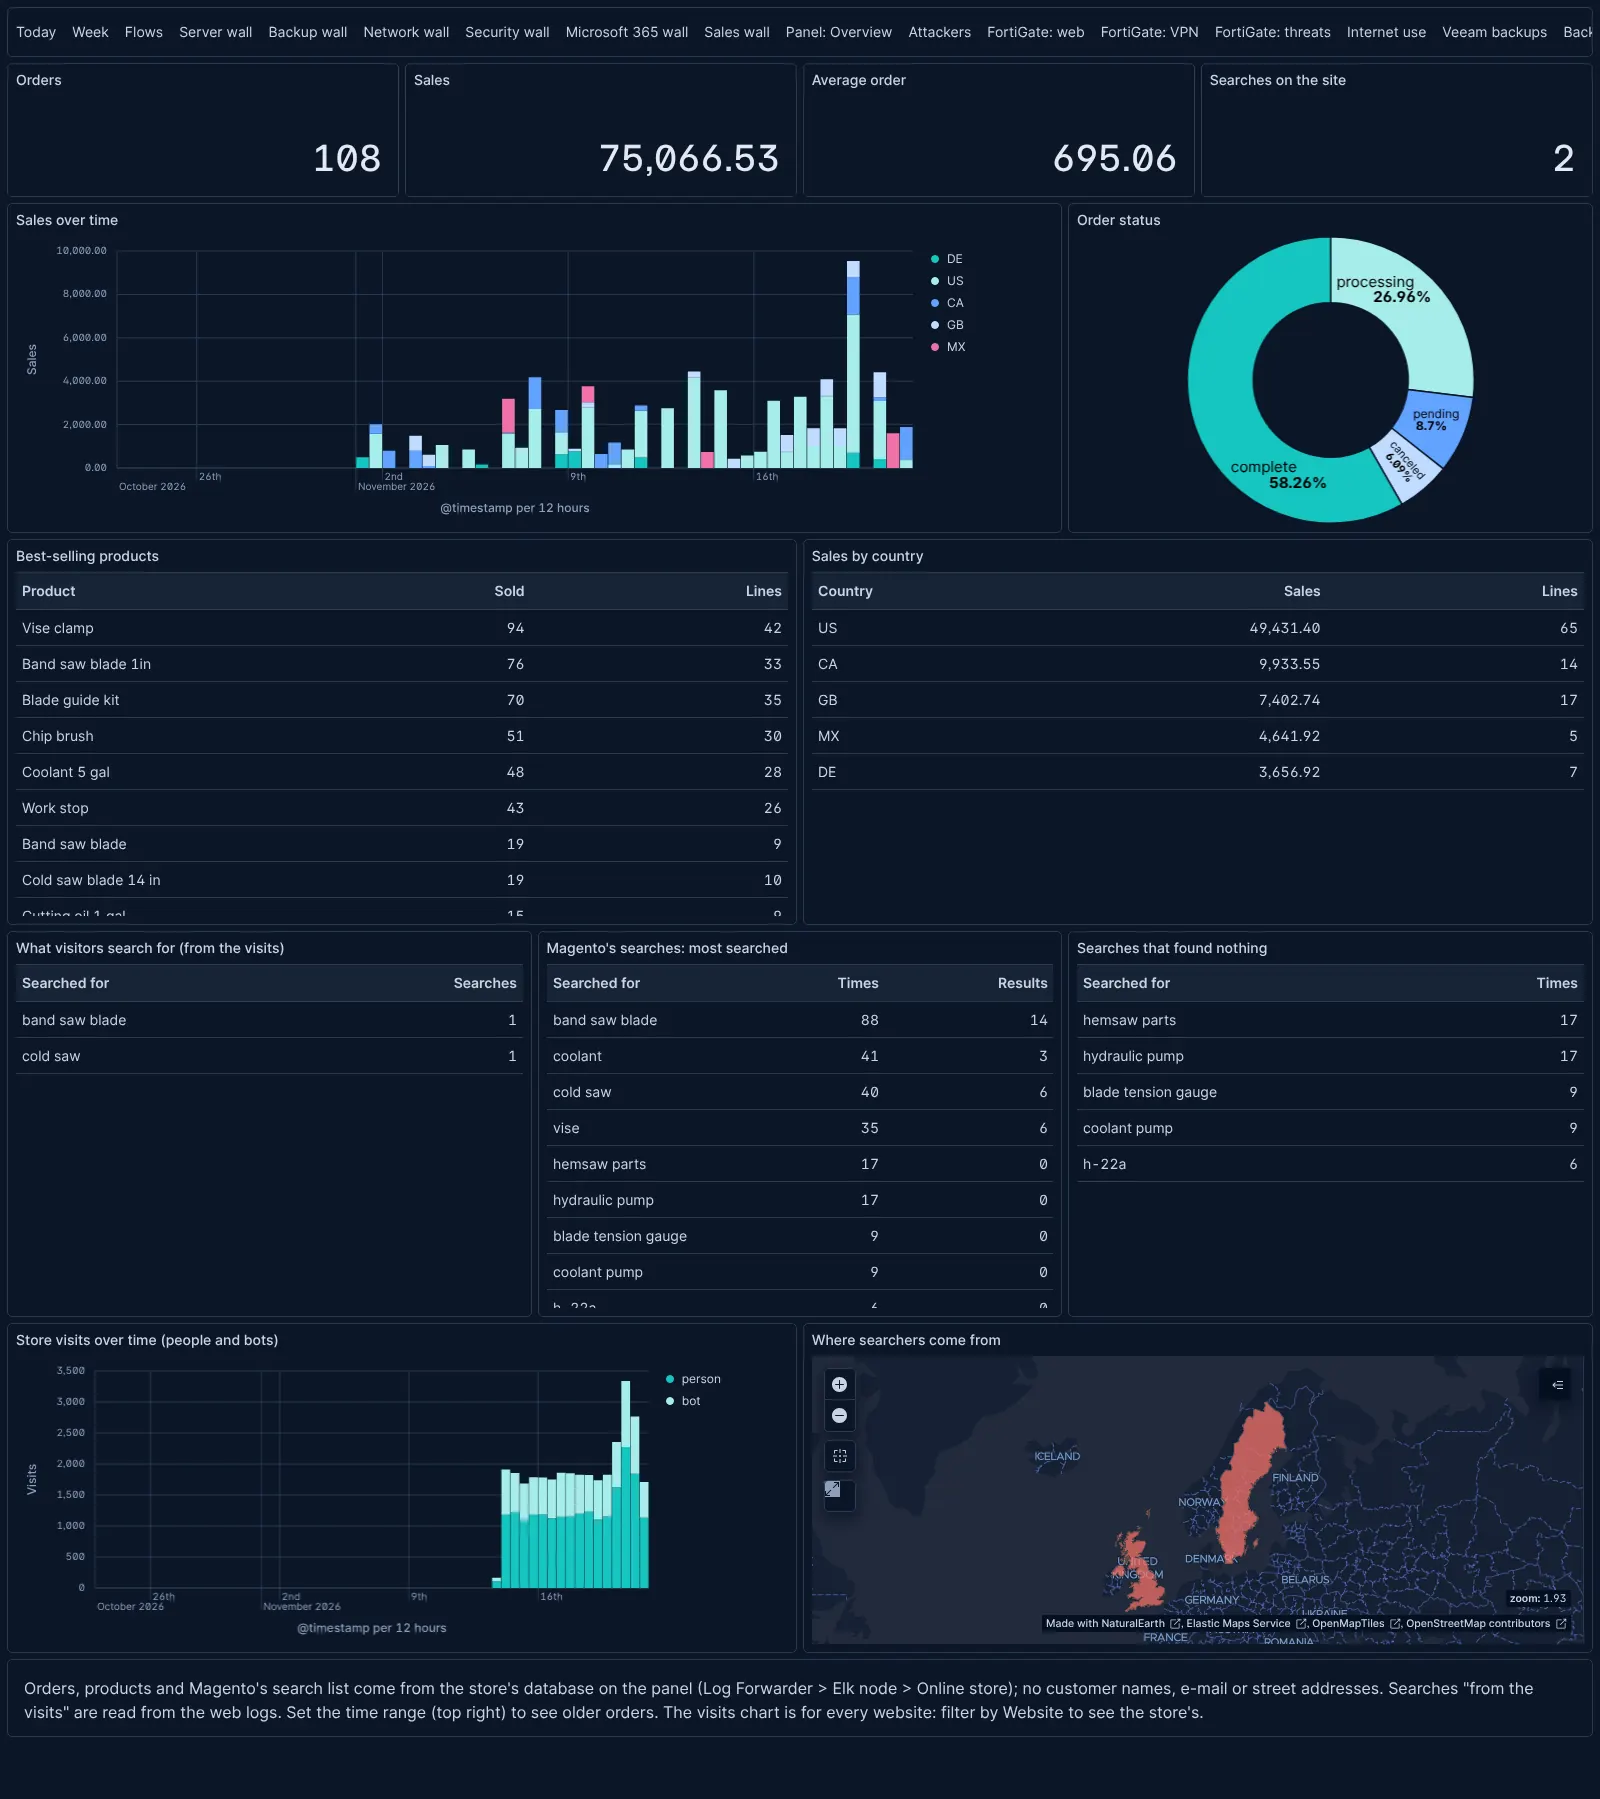 Today Week Flows Server wall Backup wall Network wall Security wall Microsoft 365 wall Sales wall Panel: Overview Attackers FortiGate: web FortiGate: VPN FortiGate: threats Internet use Veeam backups
Orders
108
Sales
75,066.53
Average order
695.06
Searches on the site
2
Sales over time
10,000.00
8,000.00
6,000.00
4,000.00
2,000.00
0.00
Sales
26th
2nd
9th
16th
October 2026
November 2026
@timestamp per 12 hours
DE
US
CA
GB
MX
Order status
processing
26.96%
pending
8.7%
canceled
6.09%
complete
58.26%
Best-selling products
Product Sold Lines
Vise clamp 94 42
Band saw blade 1in 76 33
Blade guide kit 70 35
Chip brush 51 30
Coolant 5 gal 48 28
Work stop 43 26
Band saw blade 19 9
Cold saw blade 14 in 19 10
Cutting oil 1 gal 15 9
Sales by country
Country Sales Lines
US 49,431.40 65
CA 9,933.55 14
GB 7,402.74 17
MX 4,641.92 5
DE 3,656.92 7
What visitors search for (from the visits)
Searched for Searches
band saw blade 1
cold saw 1
Magento's searches: most searched
Searched for Times Results
band saw blade 88 14
coolant 41 3
cold saw 40 6
vise 35 6
hemsaw parts 17 0
hydraulic pump 17 0
blade tension gauge 9 0
coolant pump 9 0
h-22a 6 0
Searches that found nothing
Searched for Times
hemsaw parts 17
hydraulic pump 17
blade tension gauge 9
coolant pump 9
h-22a 6
Store visits over time (people and bots)
3,500
3,000
2,500
2,000
1,500
1,000
500
0
Visits
26th
2nd
9th
16th
October 2026
November 2026
@timestamp per 12 hours
person
bot
Where searchers come from
ICELAND
FINLAND
NORWA
UNITED
KINGDOM
DENMARK
BELARUS
GERMANY
UKRAINE
FRANCE
ROMANIA
zoom: 1.93
Made with NaturalEarth, Elastic Maps Service, OpenMapTiles, OpenStreetMap contributors
Orders, products and Magento's search list come from the store's database on the panel (Log Forwarder > Elk node > Online store); no customer names, e-mail or street addresses. Searches "from the
visits" are read from the web logs. Set the time range (top right) to see older orders. The visits chart is for every website: filter by Website to see the store's.